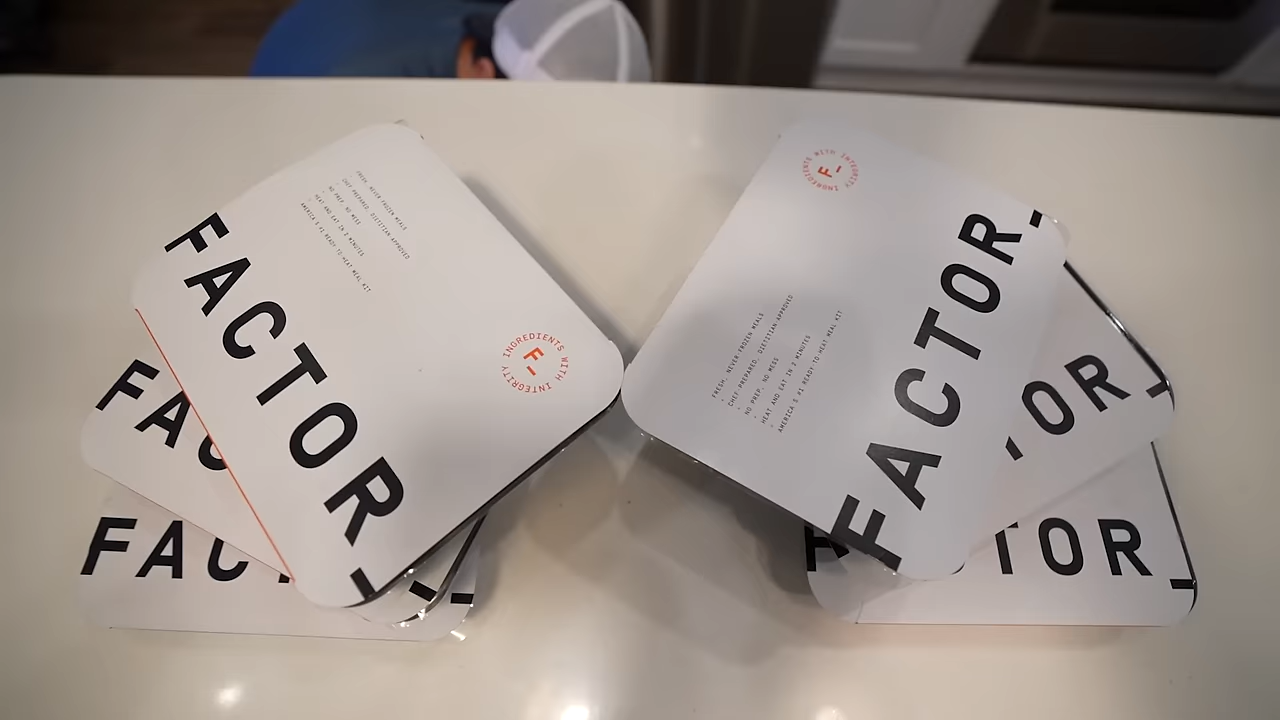 FRESH, NEVER FROZEN MEALS
CHEF-PREPARED, DIETITIAN-APPROVED
NO PREP, NO MESS
HEAT AND EAT IN 2 MINUTES
AMERICA'S #1 READY-TO-HEAT MEAL KIT
FACTOR_
INGREDIENTS WITH INTEGRITY
F_
FAC
FACT
INGREDIENTS WITH INTEGRITY
F_
FRESH, NEVER FROZEN MEALS
CHEF-PREPARED, DIETITIAN-APPROVED
NO PREP, NO MESS
HEAT AND EAT IN 2 MINUTES
AMERICA'S #1 READY-TO-HEAT MEAL KIT
FACTOR_
OR_
F TOR_